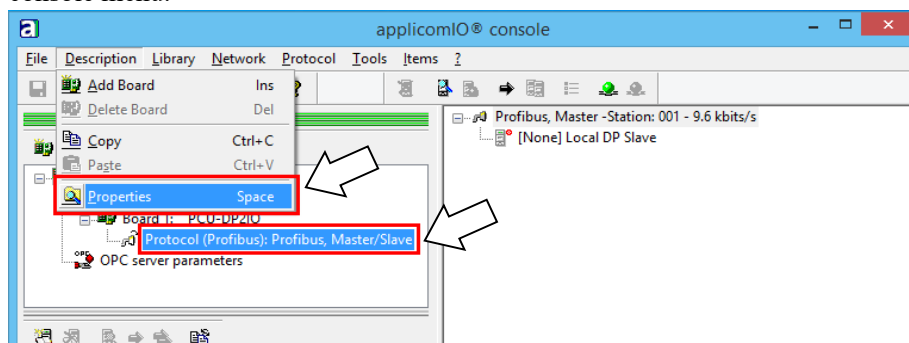 applicomIO® console
File Description Library Network Protocol Tools Items ?
Add Board Ins
Delete Board Del
Copy Ctrl+C
Paste Ctrl+V
Properties Space
Board 1: PCU-DP2IO
Protocol (Profibus): Profibus, Master/Slave
OPC server parameters
Profibus, Master -Station: 001 - 9.6 kbits/s
[None] Local DP Slave